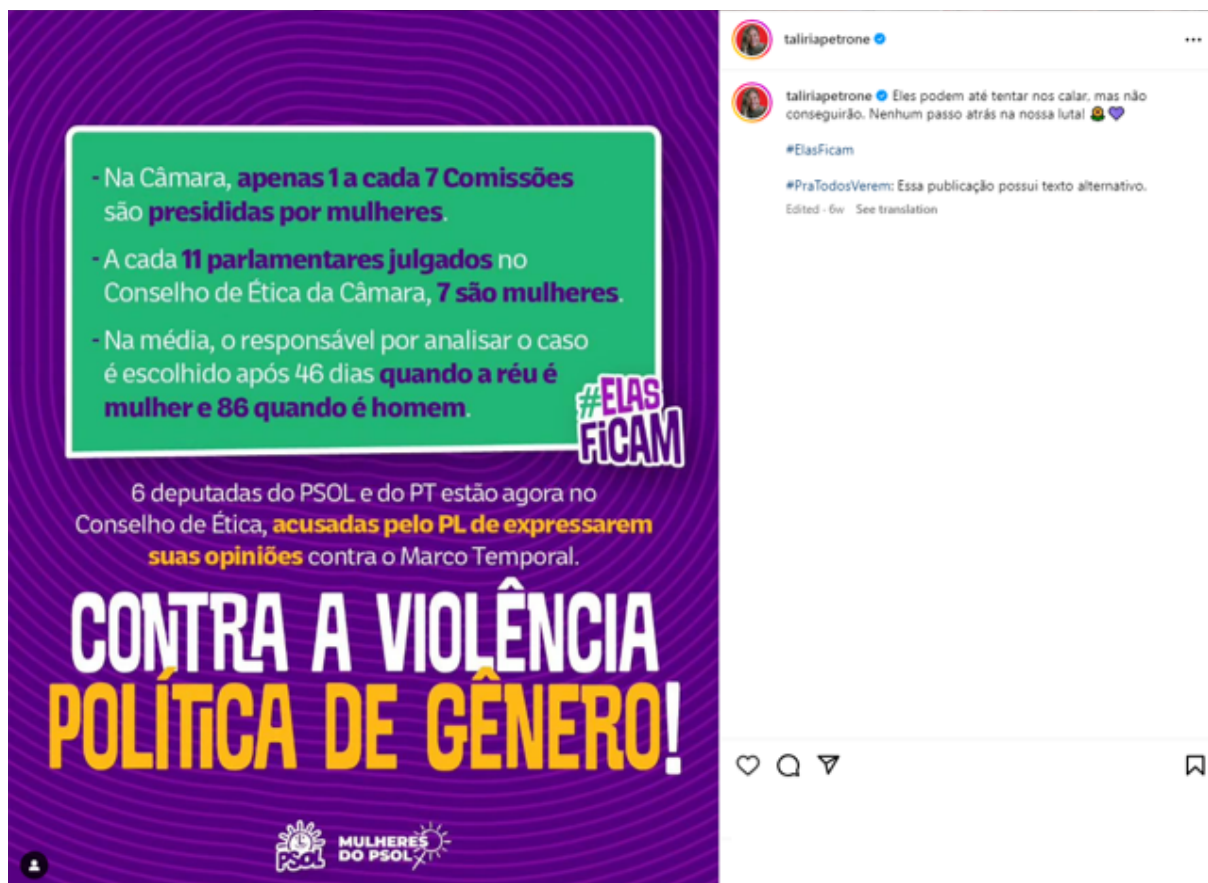 - Na Câmara, apenas 1 a cada 7 Comissões
são presididas por mulheres.
- A cada 11 parlamentares julgados no
Conselho de Ética da Câmara, 7 são mulheres.
- Na média, o responsável por analisar o caso
é escolhido após 46 dias quando a réu é
mulher e 86 quando é homem.
#ELAS
FiCAM
6 deputadas do PSOL e do PT estão agora no
Conselho de Ética, acusadas pelo PL de expressarem
suas opiniões contra o Marco Temporal.
CONTRA A VIOLÊNCIA
POLÍTICA DE GÊNERO!
PSOL
MULHERES
DO PSOL
taliriapetrone
taliriapetrone Eles podem até tentar nos calar, mas não
conseguirão. Nenhum passo atrás na nossa luta! 🌻💜
#ElasFicam
#PraTodosVerem: Essa publicação possui texto alternativo.
Edited · 6w See translation